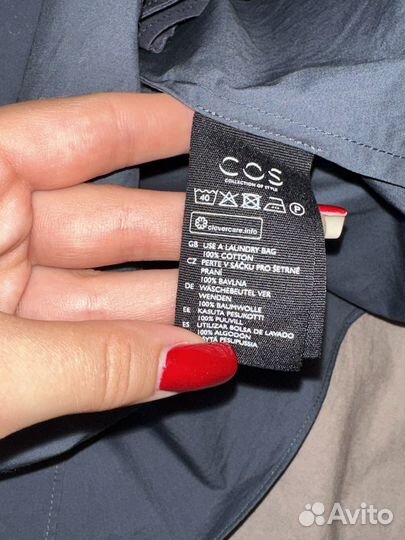 COS
COLLECTION OF STYLE
40
P
clevercare.info
GB USE A LAUNDRY BAG
100% COTTON
CZ PERTE V SÁČKU PRO ŠETRNÉ
PRANÍ
100% BAVLNA
DE WÄSCHEBEUTEL VER
WENDEN
100% BAUMWOLLE
EE KASUTA PESUKOTTI
100% PUUVILL
ES UTILIZAR BOLSA DE LAVADO
100% ALGODÓN
PESUPUSSIA
Avito